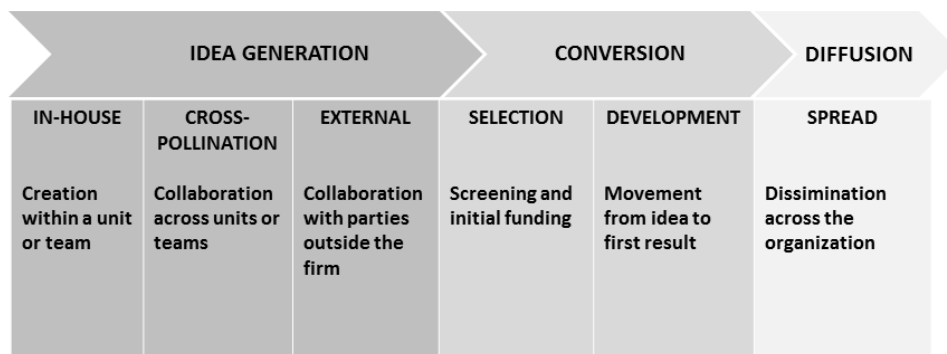 IDEA GENERATION
CONVERSION
DIFFUSION
IN-HOUSE
Creation
within a unit
or team
CROSS-
POLLINATION
Collaboration
across units or
teams
EXTERNAL
Collaboration
with parties
outside the
firm
SELECTION
Screening and
initial funding
DEVELOPMENT
Movement
from idea to
first result
SPREAD
Dissimination
across the
organization